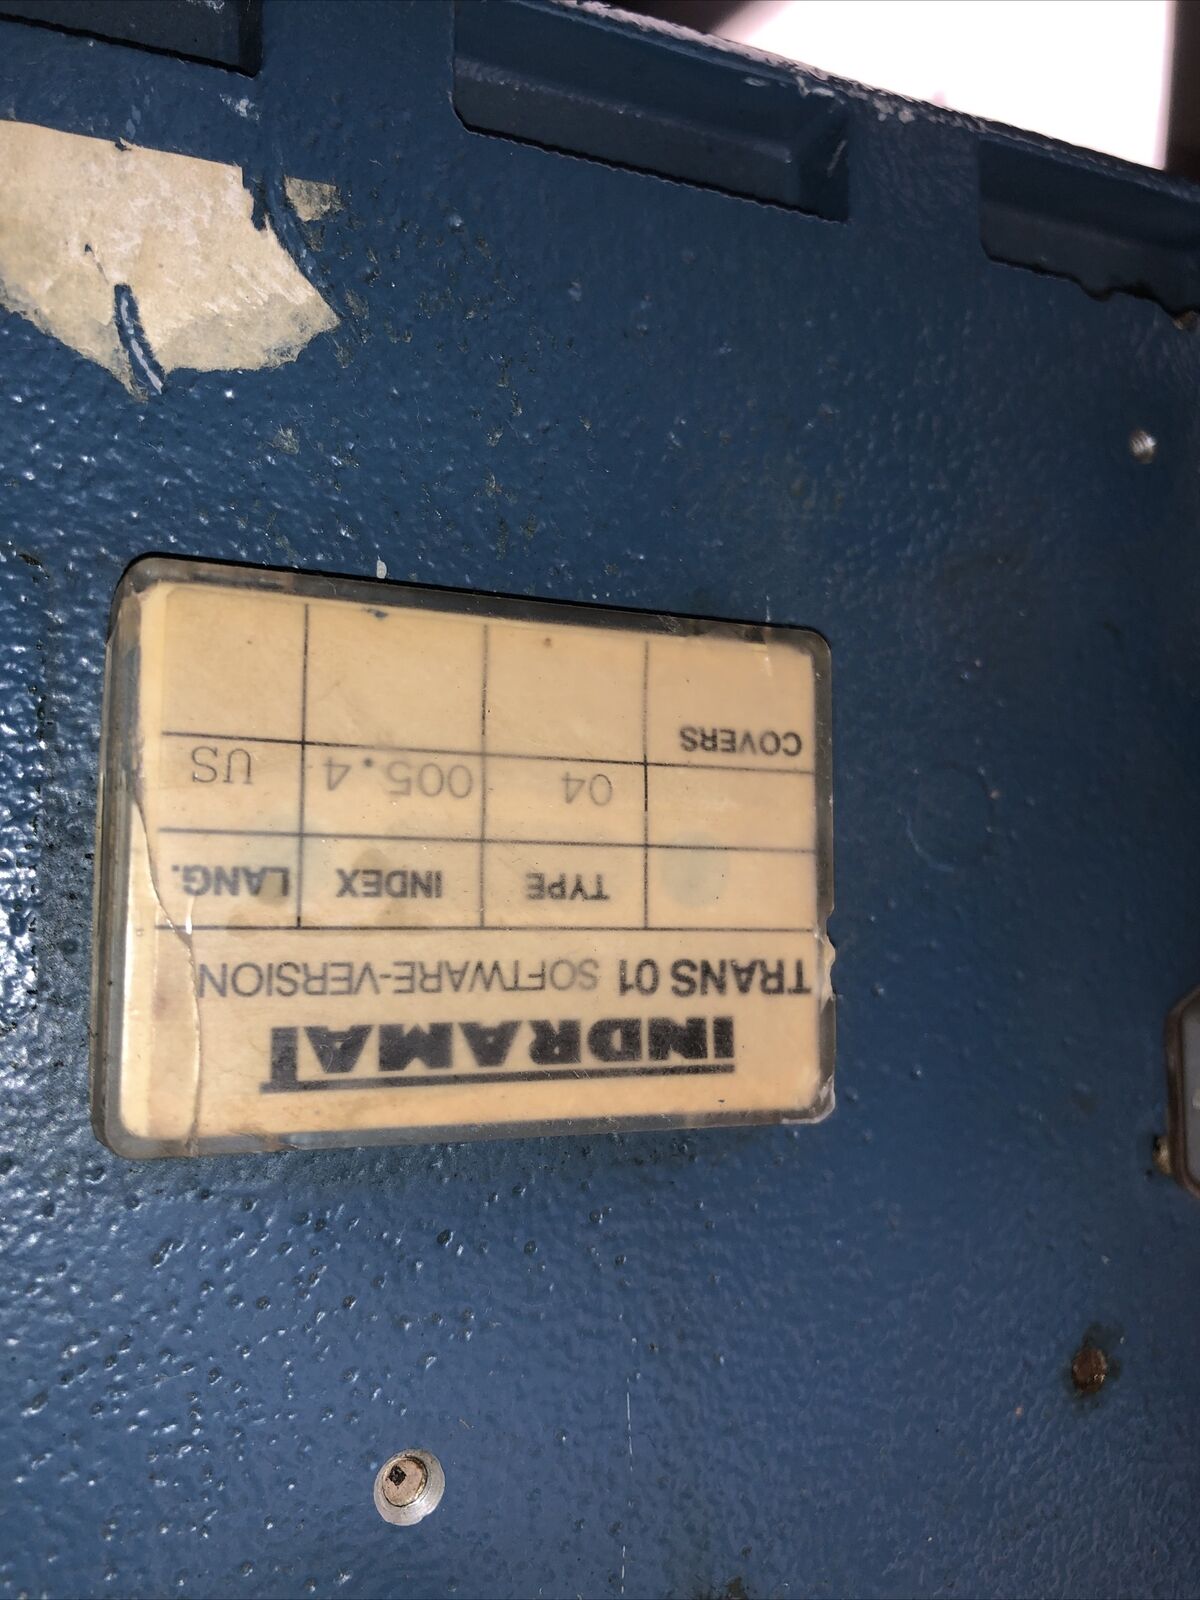 INDRAMAT
TRANS 01 SOFTWARE-VERSION
TYPE INDEX LANG.
04 005.4 US
COVERS